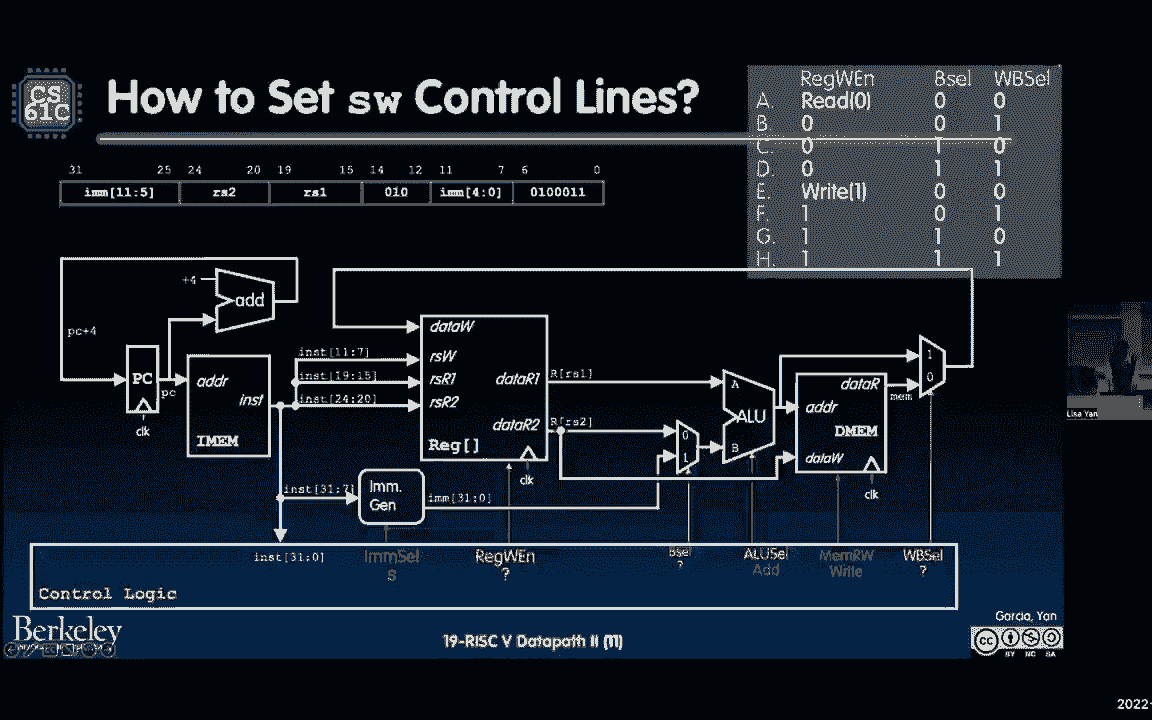 CS
61C
How to Set sw Control Lines?
RegWEn Bsel WBSel
A. Read(0) 0 0
B. 0 0 1
C. 0 1 0
D. 0 1 1
E. Write(1) 0 0
F. 1 0 1
G. 1 1 0
H. 1 1 1
31 25 24 20 19 15 14 12 11 7 6 0
imm[11:5] rs2 rs1 010 imm[4:0] 0100011
+4
add
pc+4
PC
pc
clk
addr
inst
IMEM
inst[11:7]
inst[19:15]
inst[24:20]
inst[31:7]
dataW
rsW
rsR1
rsR2
dataR1
dataR2
Reg[]
clk
R[rs1]
R[rs2]
Imm.
Gen
imm[31:0]
0
1
A
ALU
B
addr
dataR
DMEM
dataW
clk
mem
1
0
inst[31:0]
ImmSel
S
RegWEn
?
Bsel
?
ALUSel
Add
MemRW
Write
WBSel
?
Control Logic
Berkeley
19-RISC V Datapath II (11)
Garcia, Yan
cc
BY NC SA
Lisa Yan
2022-